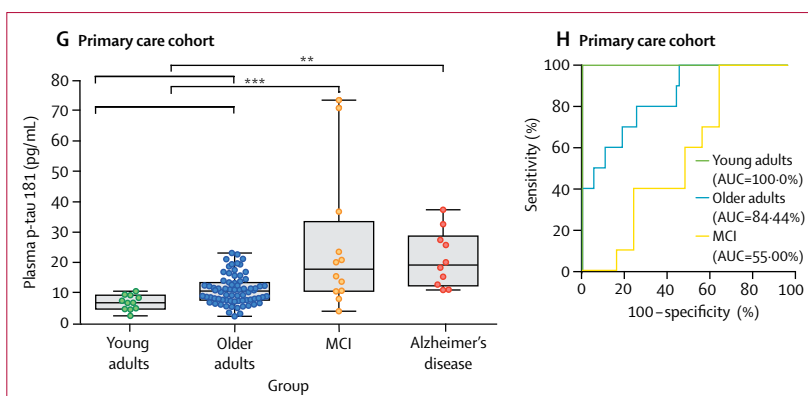 G Primary care cohort
**
***
80
70
60
50
40
30
20
10
0
Plasma p-tau 181 (pg/mL)
Young
adults
Older
adults
MCI
Alzheimer's
disease
Group
H Primary care cohort
100
80
60
40
20
0
Sensitivity (%)
Young adults
(AUC=100·0%)
Older adults
(AUC=84·44%)
MCI
(AUC=55·00%)
0
20
40
60
80
100
100–specificity (%)